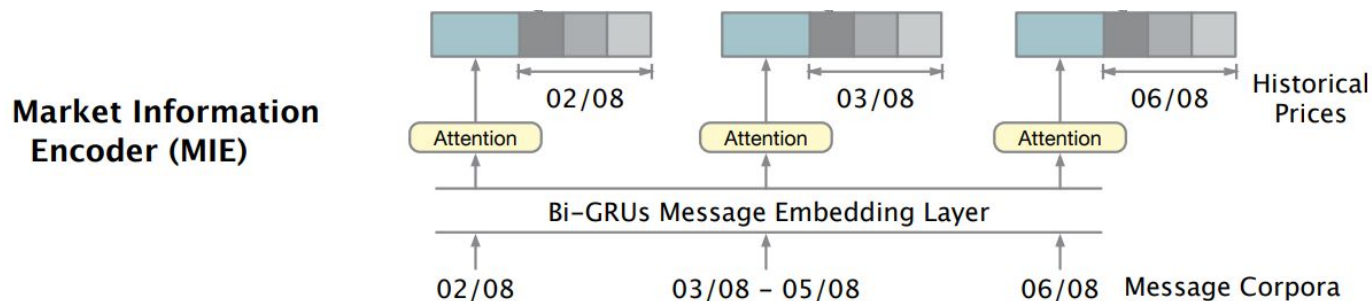 02/08
03/08
06/08
Historical
Prices
Market Information
Encoder (MIE)
Attention
Attention
Attention
Bi-GRUs Message Embedding Layer
02/08
03/08 - 05/08
06/08
Message Corpora